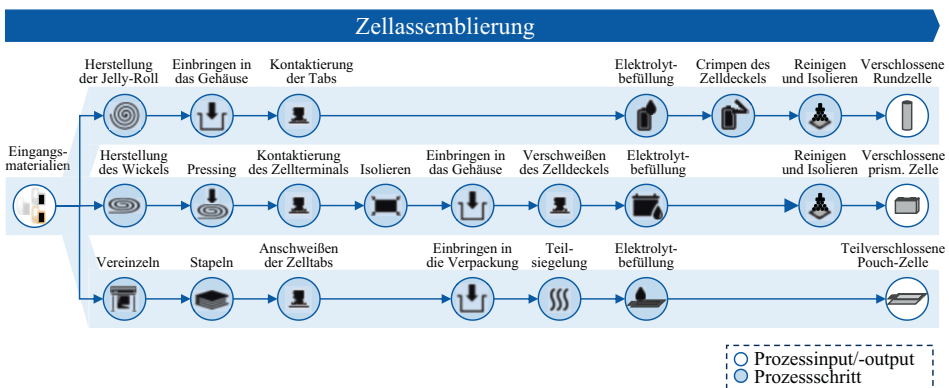 Zellassemblierung
Herstellung
der Jelly-Roll
Einbringen in
das Gehäuse
Kontaktierung
der Tabs
Elektrolyt-
befüllung
Crimpen des
Zelldeckels
Reinigen
und Isolieren
Verschlossene
Rundzelle
Eingangs-
materialien
Herstellung
des Wickels
Pressing
Kontaktierung
des Zellterminals
Isolieren
Einbringen in
das Gehäuse
Verschweißen
des Zelldeckels
Elektrolyt-
befüllung
Reinigen
und Isolieren
Verschlossene
prism. Zelle
Vereinzeln
Stapeln
Anschweißen
der Zelltabs
Einbringen in
die Verpackung
Teil-
siegelung
Elektrolyt-
befüllung
Teilverschlossene
Pouch-Zelle
Prozessinput/-output
Prozessschritt